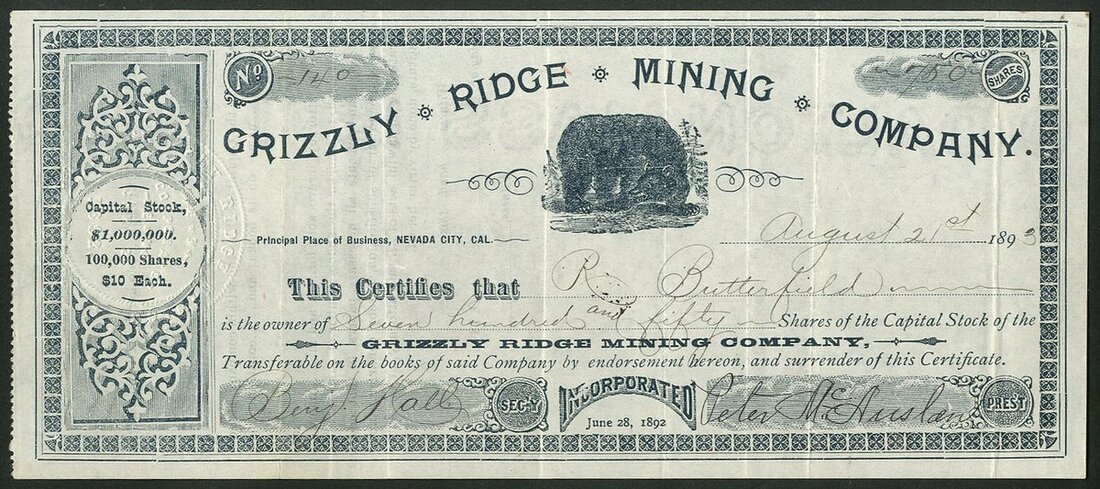 No 140
750 SHARES
GRIZZLY RIDGE MINING COMPANY.
Capital Stock,
$1,000,000.
100,000 Shares,
$10 Each.
Principal Place of Business, NEVADA CITY, CAL.
August 21st 1893
This Certifies that R Butterfield
is the owner of Seven hundred and fifty Shares of the Capital Stock of the
GRIZZLY RIDGE MINING COMPANY,
Transferable on the books of said Company by endorsement hereon, and surrender of this Certificate.
Benj. Hall SEC'Y INCORPORATED Peter McAuslan PRES'T
June 28, 1892